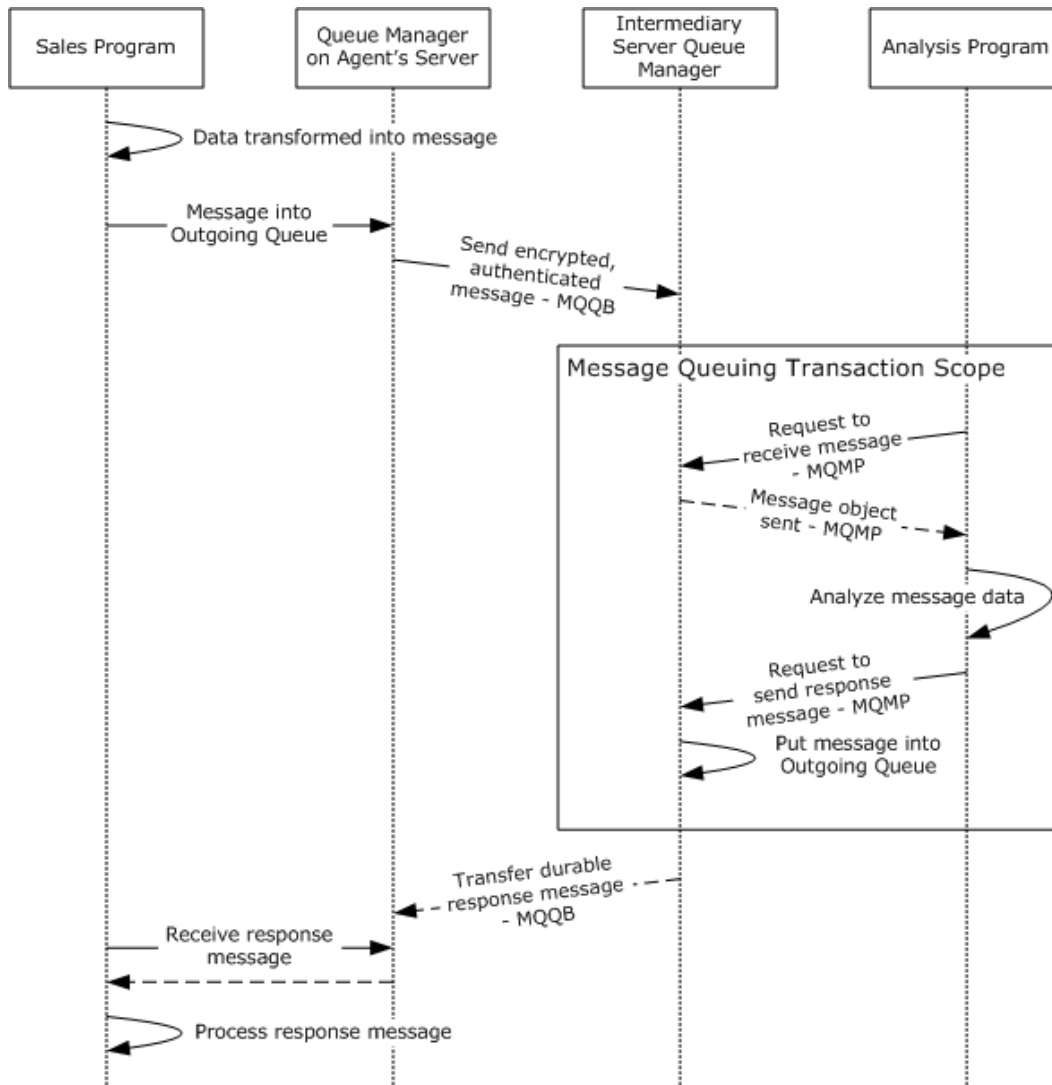 Sales Program
Queue Manager
on Agent's Server
Intermediary
Server Queue
Manager
Analysis Program
Data transformed into message
Message into
Outgoing Queue
Send encrypted,
authenticated
message - MQQB
Message Queuing Transaction Scope
Request to
receive message
- MQMP
Message object
sent - MQMP
Analyze message data
Request to
send response
message - MQMP
Put message into
Outgoing Queue
Transfer durable
response message
- MQQB
Receive response
message
Process response message